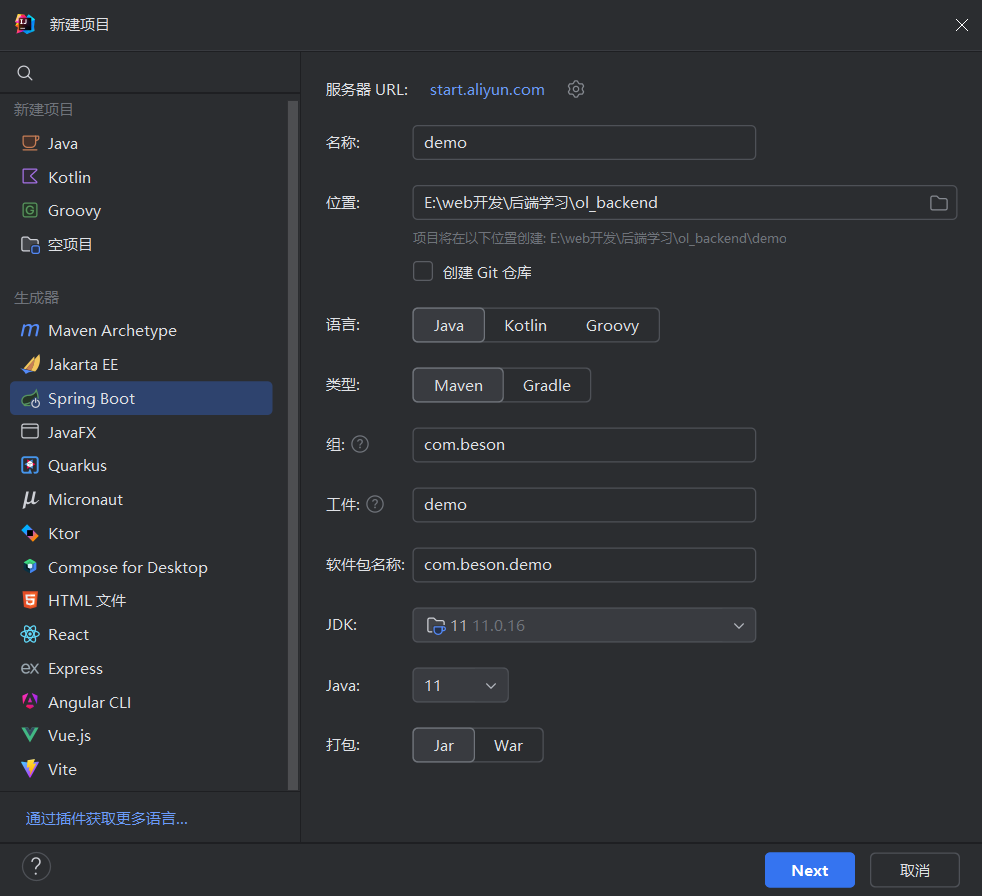 新建项目
新建项目
Java
Kotlin
Groovy
空项目
生成器
Maven Archetype
Jakarta EE
Spring Boot
JavaFX
Quarkus
Micronaut
Ktor
Compose for Desktop
HTML 文件
React
Express
Angular CLI
Vue.js
Vite
通过插件获取更多语言...
服务器 URL: start.aliyun.com
名称: demo
位置: E:\web开发\后端学习\ol_backend
项目将在以下位置创建: E:\web开发\后端学习\ol_backend\demo
创建 Git 仓库
语言: Java Kotlin Groovy
类型: Maven Gradle
组: ? com.beson
工件: ? demo
软件包名称: com.beson.demo
JDK: 11 11.0.16
Java: 11
打包: Jar War
? Next 取消